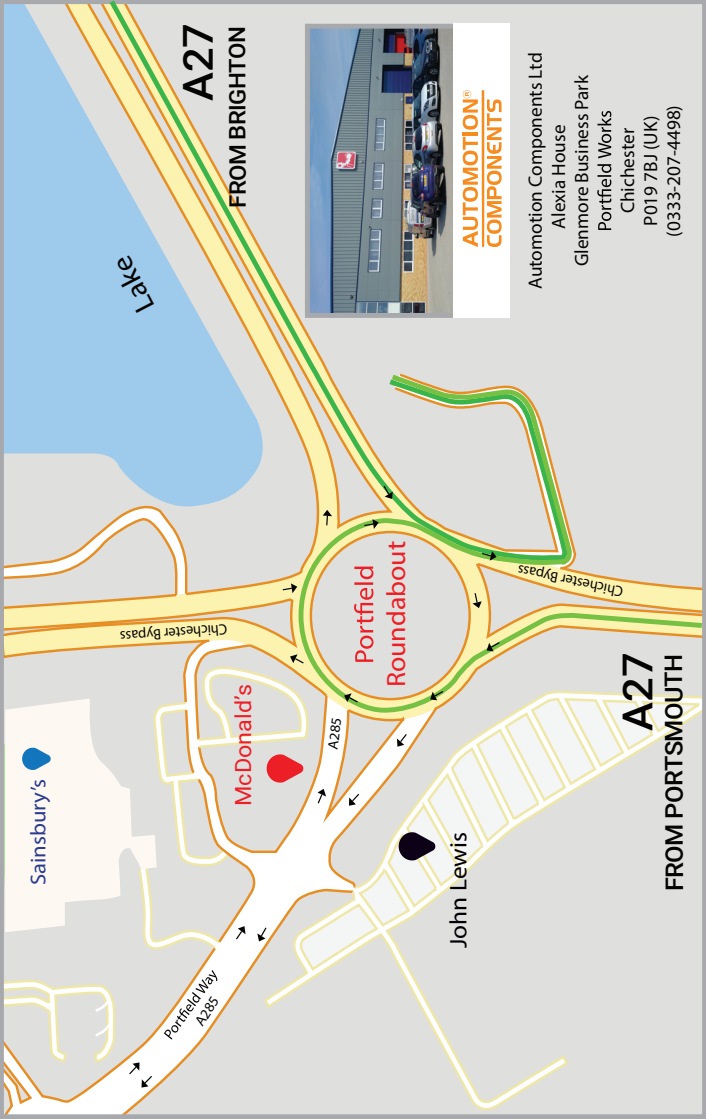 Sainsbury's
McDonald's
Portfield Way
A285
A285
John Lewis
Chichester Bypass
Portfield
Roundabout
Chichester Bypass
A27
FROM PORTSMOUTH
Lake
A27
FROM BRIGHTON
AUTOMOTION®
COMPONENTS
Automotion Components Ltd
Alexia House
Glenmore Business Park
Portfield Works
Chichester
P019 7BJ (UK)
(0333-207-4498)